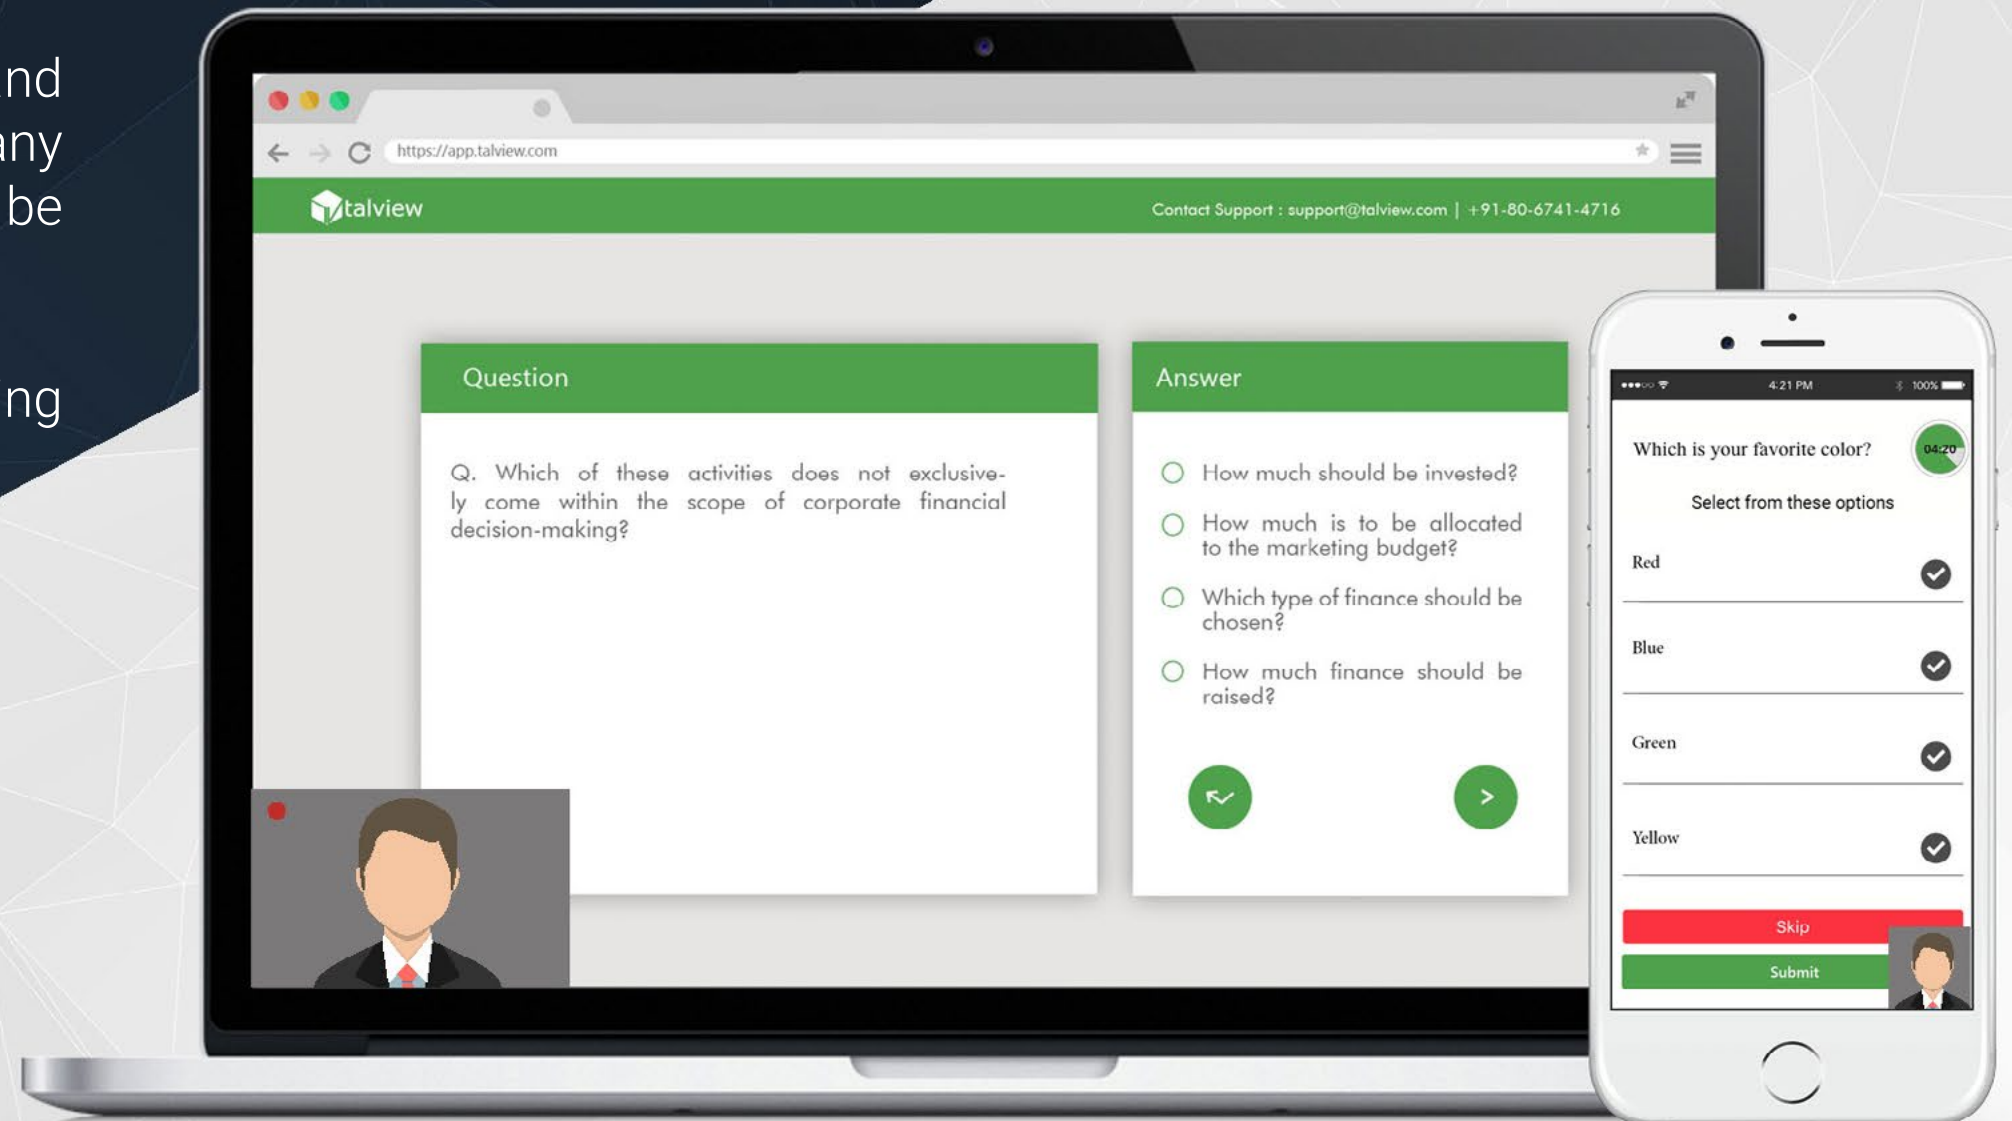 any
be
https://app.talview.com
talview
Contact Support : support@talview.com | +91-80-6741-4716
Question
Q. Which of these activities does not exclusive-
ly come within the scope of corporate financial
decision-making?
Answer
How much should be invested?
How much is to be allocated
to the marketing budget?
Which type of finance should be
chosen?
How much finance should be
raised?
4:21 PM
100%
Which is your favorite color?
04:20
Select from these options
Red
Blue
Green
Yellow
Skip
Submit